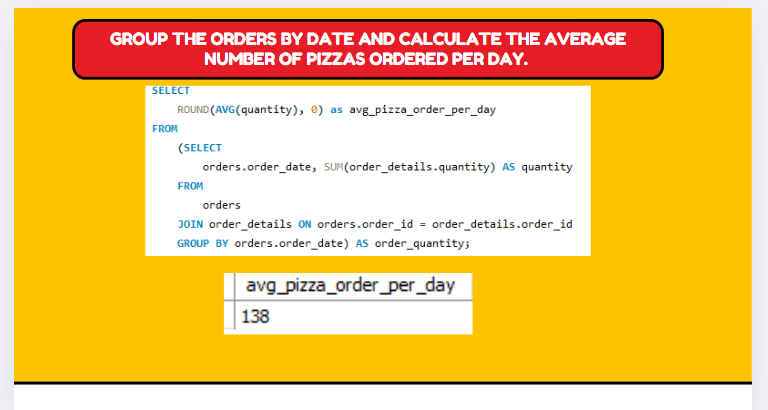 GROUP THE ORDERS BY DATE AND CALCULATE THE AVERAGE
NUMBER OF PIZZAS ORDERED PER DAY.
SELECT
ROUND(AVG(quantity), 0) as avg_pizza_order_per_day
FROM
(SELECT
orders.order_date, SUM(order_details.quantity) AS quantity
FROM
orders
JOIN order_details ON orders.order_id = order_details.order_id
GROUP BY orders.order_date) AS order_quantity;
avg_pizza_order_per_day
138